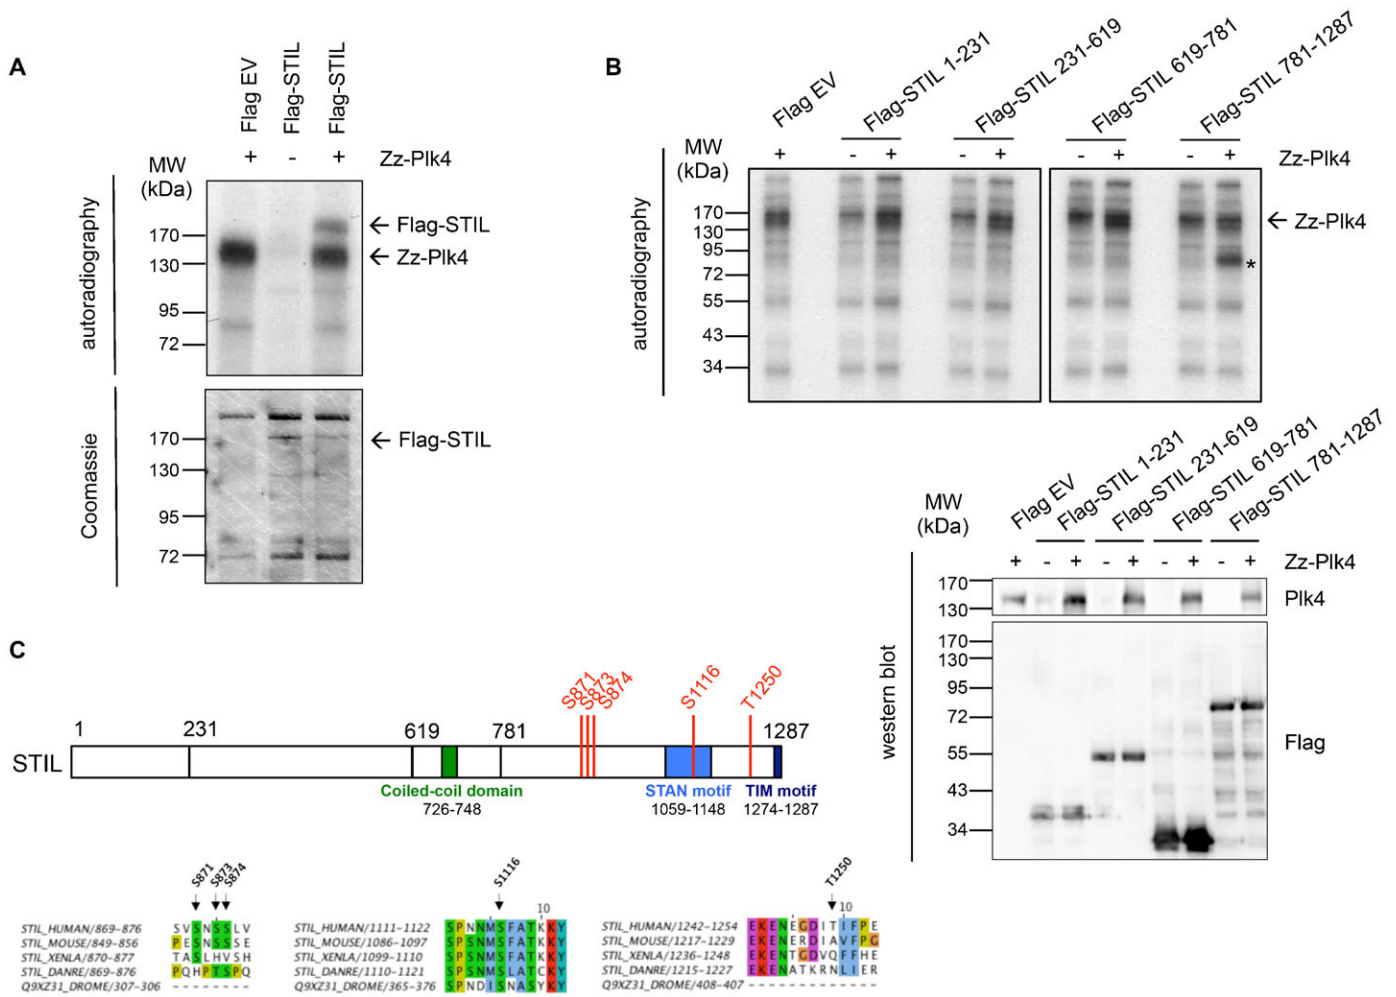 A
Flag EV
Flag-STIL
Flag-STIL
+ - + Zz-Plk4
MW
(kDa)
autoradiography
170
130
95
72
← Flag-STIL
← Zz-Plk4
Coomassie
170
130
95
72
← Flag-STIL
B
Flag EV
Flag-STIL 1-231
Flag-STIL 231-619
Flag-STIL 619-781
Flag-STIL 781-1287
MW
(kDa)
+ - + - + - + - + Zz-Plk4
autoradiography
170
130
95
72
55
43
34
← Zz-Plk4
*
Flag EV
Flag-STIL 1-231
Flag-STIL 231-619
Flag-STIL 619-781
Flag-STIL 781-1287
MW
(kDa)
+ - + - + - + - + Zz-Plk4
western blot
170
130
Plk4
170
130
95
72
55
43
34
Flag
C
S871
S873
S874
S1116
T1250
1 231 619 781 1287
STIL
Coiled-coil domain
726-748
STAN motif
1059-1148
TIM motif
1274-1287
S871
S873
S874
STIL_HUMAN/869-876 SVSNSSLV
STIL_MOUSE/849-856 PESNSSSE
STIL_XENLA/870-877 TASLHVSH
STIL_DANRE/869-876 PQHPTSPQ
Q9XZ31_DROME/307-306 --------
S1116
10
STIL_HUMAN/1111-1122 SPNNMSFATKKY
STIL_MOUSE/1086-1097 SPSNMSFATKKY
STIL_XENLA/1099-1110 SPSNMSLATKKY
STIL_DANRE/1110-1121 SPSNMSLATCKY
Q9XZ31_DROME/365-376 SPNDISNASYKY
T1250
10
STIL_HUMAN/1242-1254 EKENEGDITIFPE
STIL_MOUSE/1217-1229 EKENERDIAVFPG
STIL_XENLA/1236-1248 EKENTGDVQFFHE
STIL_DANRE/1215-1227 EKENATKRNLIER
Q9XZ31_DROME/408-407 -------------